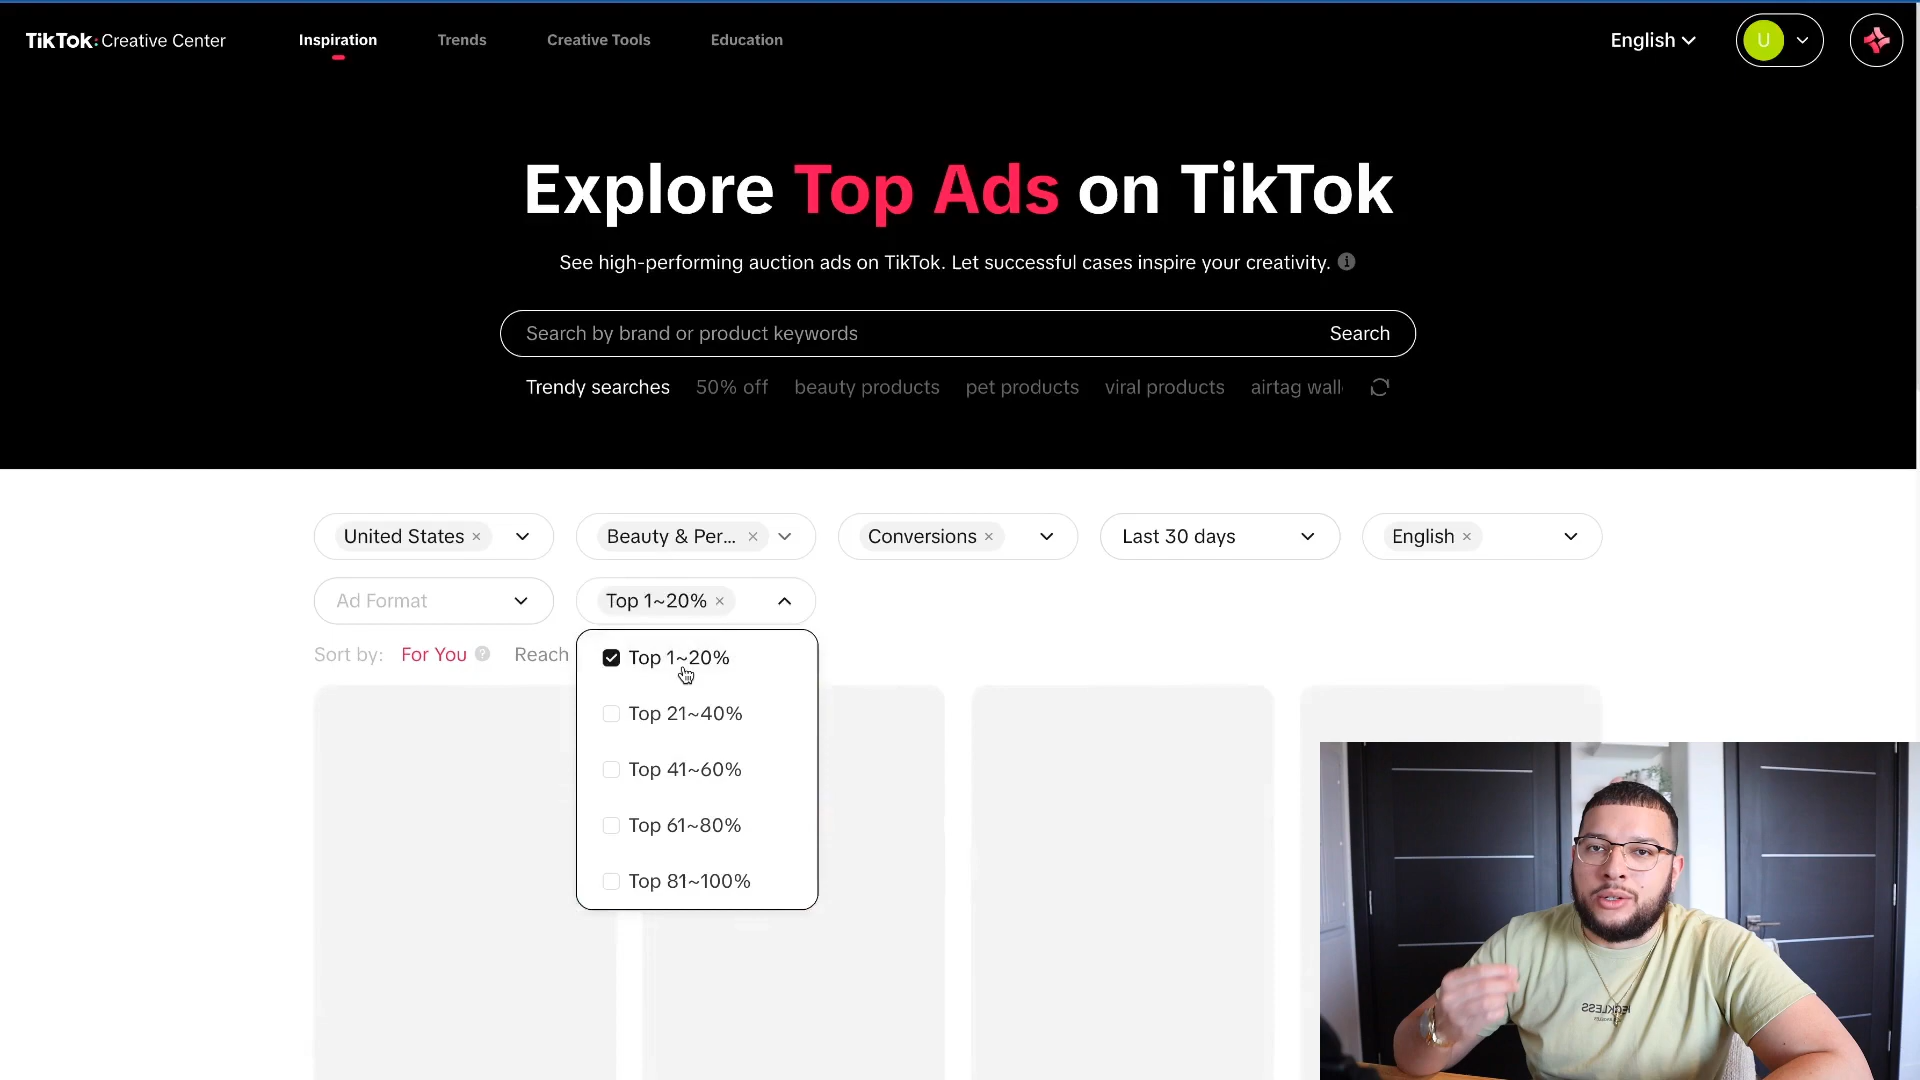 TikTok: Creative Center
Inspiration
Trends
Creative Tools
Education
English
U
Explore Top Ads on TikTok
See high-performing auction ads on TikTok. Let successful cases inspire your creativity.
Search by brand or product keywords
Search
Trendy searches
50% off
beauty products
pet products
viral products
airtag wall
United States ×
Beauty & Per... ×
Conversions ×
Last 30 days
English ×
Ad Format
Top 1~20% ×
Sort by:
For You
Reach
Top 1~20%
Top 21~40%
Top 41~60%
Top 61~80%
Top 81~100%